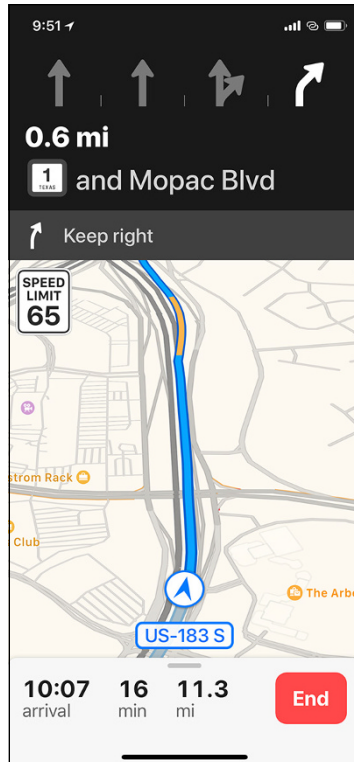 9:51
0.6 mi
1
TEXAS
and Mopac Blvd
Keep right
SPEED
LIMIT
65
strom Rack
Club
The Arbo
US-183 S
10:07 16 11.3
arrival min mi
End